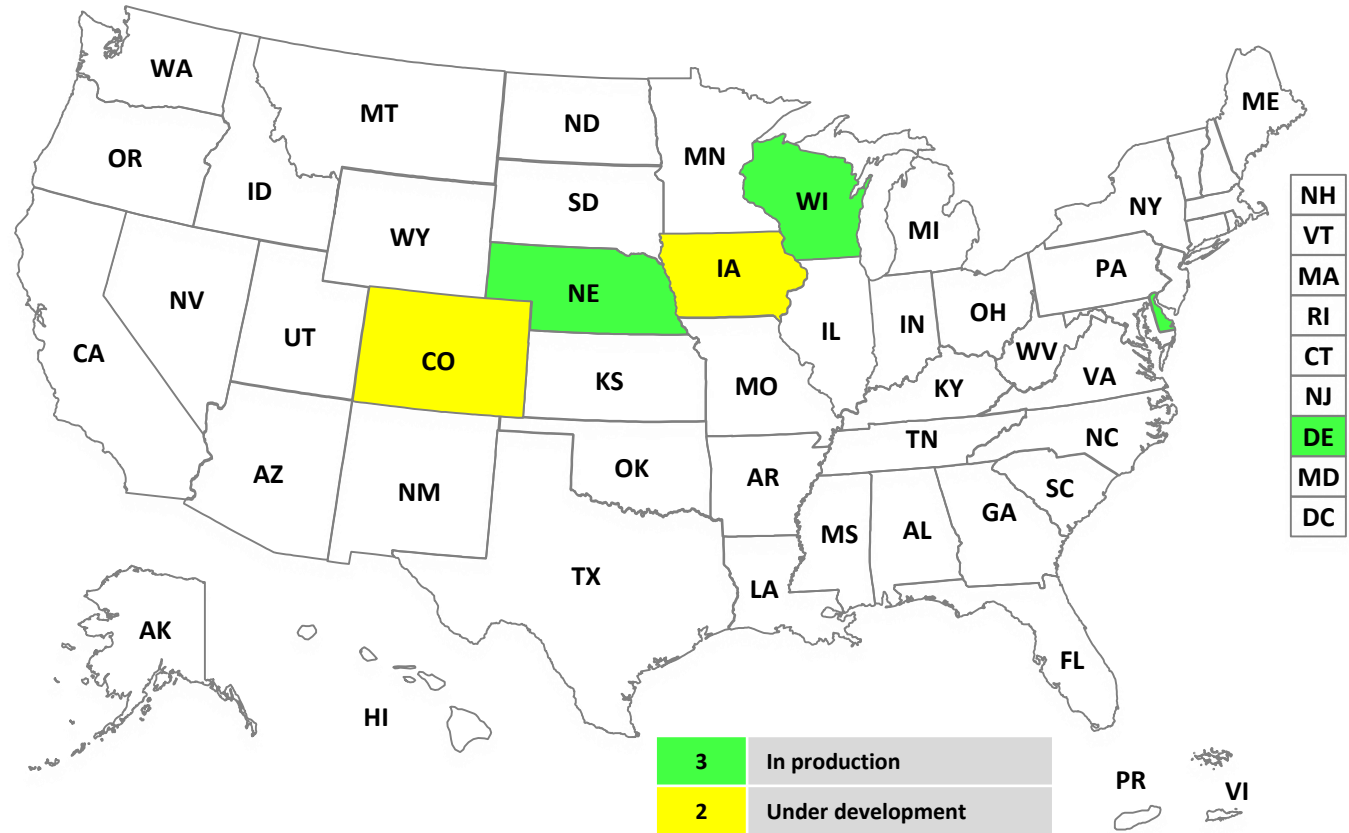 WA
MT
ND
MN
ME
OR
ID
SD
WI
NY
MI
WY
IA
PA
NE
NV
UT
CO
CA
IL
IN
OH
WV
VA
KS
MO
KY
AZ
NM
OK
AR
TN
NC
SC
MS
AL
GA
TX
LA
AK
HI
FL
NH
VT
MA
RI
CT
NJ
DE
MD
DC
3 In production
2 Under development
PR
VI